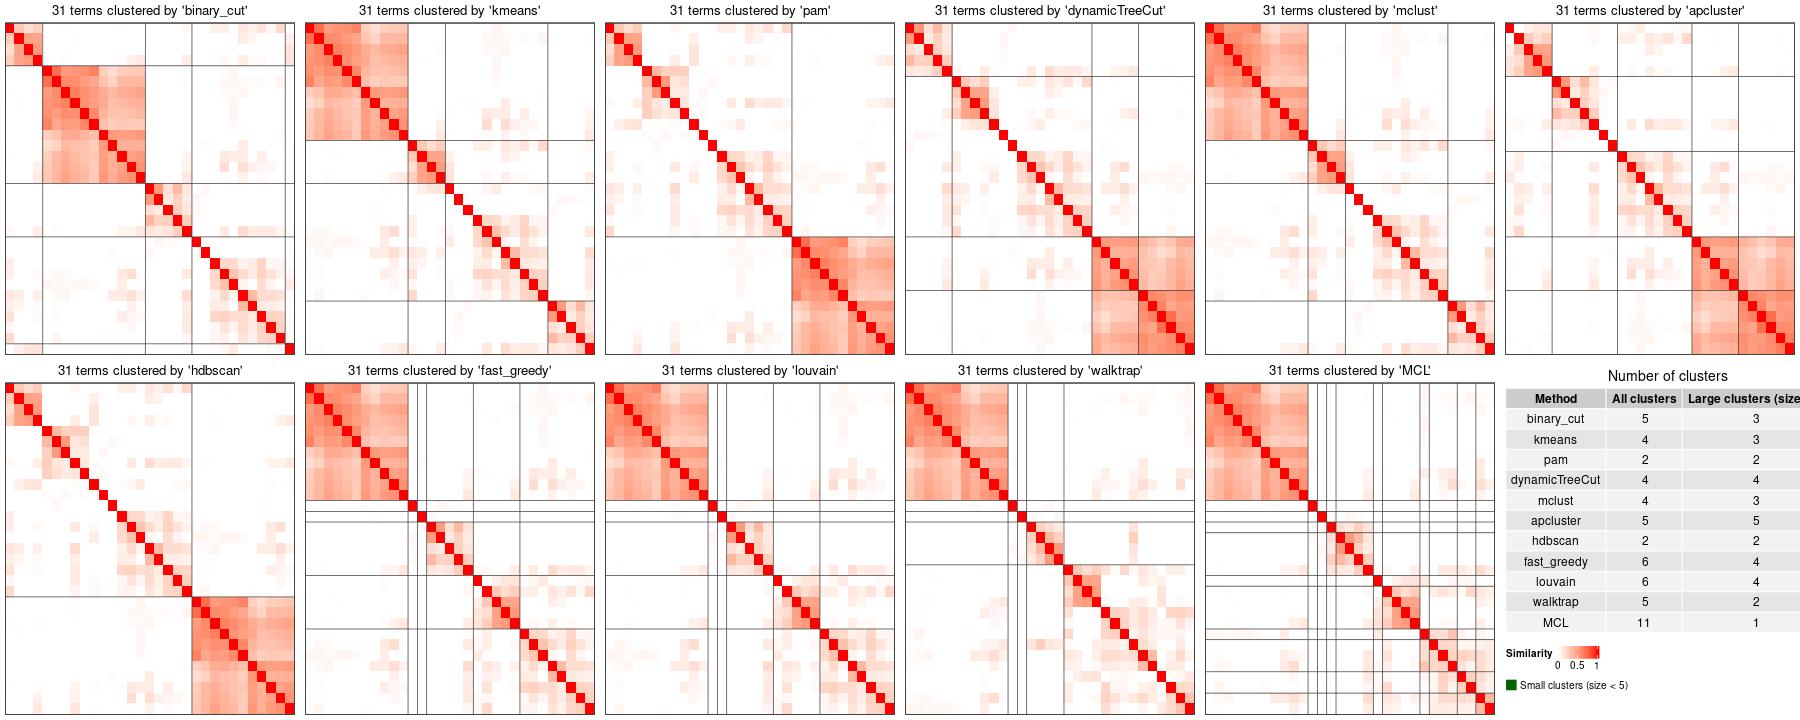 31 terms clustered by 'binary_cut'
31 terms clustered by 'kmeans'
31 terms clustered by 'pam'
31 terms clustered by 'dynamicTreeCut'
31 terms clustered by 'mclust'
31 terms clustered by 'apcluster'
31 terms clustered by 'hdbscan'
31 terms clustered by 'fast_greedy'
31 terms clustered by 'louvain'
31 terms clustered by 'walktrap'
31 terms clustered by 'MCL'
Number of clusters
Method All clusters Large clusters (size
binary_cut 5 3
kmeans 4 3
pam 2 2
dynamicTreeCut 4 4
mclust 4 3
apcluster 5 5
hdbscan 2 2
fast_greedy 6 4
louvain 6 4
walktrap 5 2
MCL 11 1
Similarity
0 0.5 1
Small clusters (size < 5)